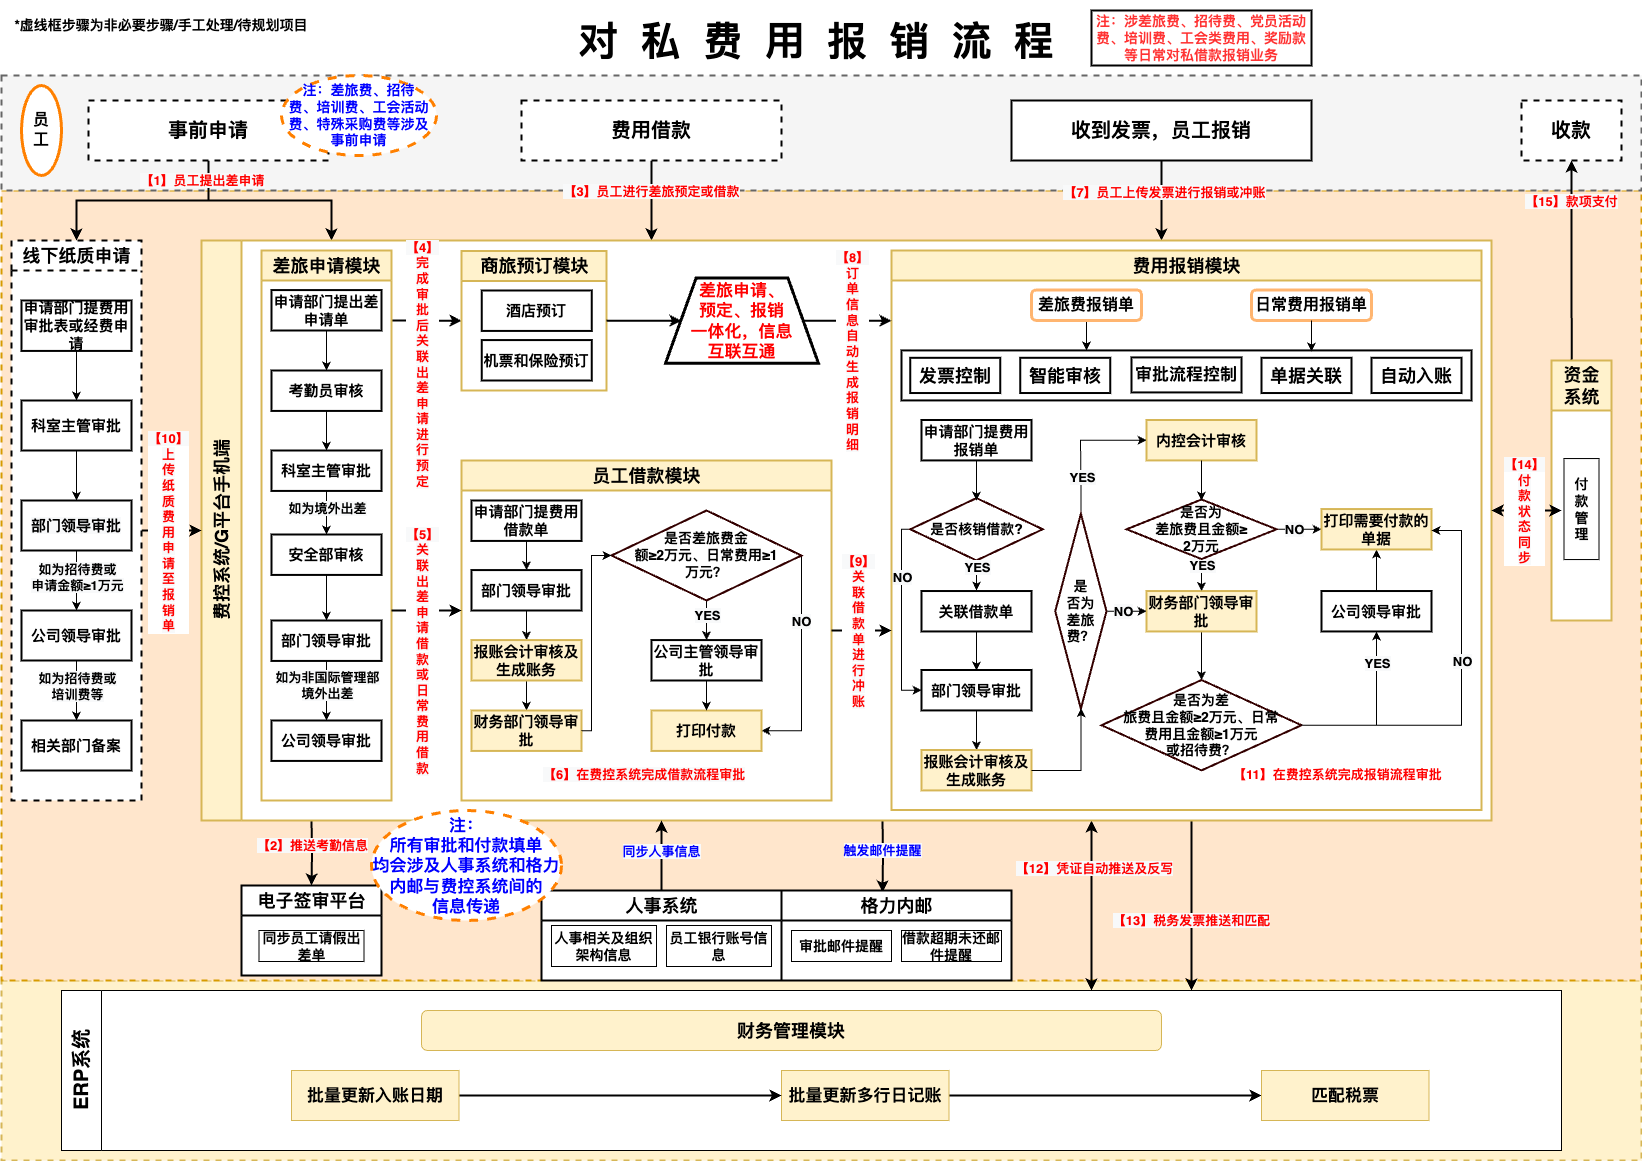 *虚线框步骤为非必要步骤/手工处理/待规划项目
对私费用报销流程
注：涉差旅费、招待费、党员活动
费、培训费、工会类费用、奖励款
等日常对私借款报销业务
员
工
事前申请
注：差旅费、招待
费、培训费、工会活动
费、特殊采购费等涉及
事前申请
费用借款
收到发票，员工报销
收款
【1】员工提出差申请
【3】员工进行差旅预定或借款
【7】员工上传发票进行报销或冲账
【15】款项支付
线下纸质申请
申请部门提费用
审批表或经费申
请
科室主管审批
部门领导审批
如为招待费或
申请金额≥1万元
公司领导审批
如为招待费或
培训费等
相关部门备案
【10】
上传纸质费用申请至报销单
费控系统/G平台手机端
差旅申请模块
申请部门提出差
申请单
考勤员审核
科室主管审批
如为境外出差
安全部审核
部门领导审批
如为非国际管理部
境外出差
公司领导审批
【4】
完成审批后关联出差申请进行预定
【5】
关联出差申请借款或日常费用借款
商旅预订模块
酒店预订
机票和保险预订
差旅申请、
预定、报销
一体化，信息
互联互通
【8】
订单信息自动生成报销明细
员工借款模块
申请部门提费用
借款单
部门领导审批
报账会计审核及
生成账务
财务部门领导审
批
是否差旅费金
额≥2万元、日常费用≥1
万元？
YES
NO
公司主管领导审
批
打印付款
【6】在费控系统完成借款流程审批
【9】
关联借款单进行冲账
费用报销模块
差旅费报销单
日常费用报销单
发票控制
智能审核
审批流程控制
单据关联
自动入账
申请部门提费用
报销单
是否核销借款？
YES
NO
关联借款单
部门领导审批
报账会计审核及
生成账务
是
否为
差旅
费？
YES
NO
内控会计审核
是否为
差旅费且金额≥
2万元
NO
YES
财务部门领导审
批
是否为差
旅费且金额≥2万元、日常
费用且金额≥1万元
或招待费？
YES
NO
公司领导审批
打印需要付款的
单据
【11】在费控系统完成报销流程审批
【14】
付款状态同步
资金
系统
付款管理
【2】推送考勤信息
注：
所有审批和付款填单
均会涉及人事系统和格力
内邮与费控系统间的
信息传递
同步人事信息
触发邮件提醒
【12】凭证自动推送及反写
【13】税务发票推送和匹配
电子签审平台
同步员工请假出
差单
人事系统
人事相关及组织
架构信息
员工银行账号信
息
格力内邮
审批邮件提醒
借款超期未还邮
件提醒
ERP系统
财务管理模块
批量更新入账日期
批量更新多行日记账
匹配税票